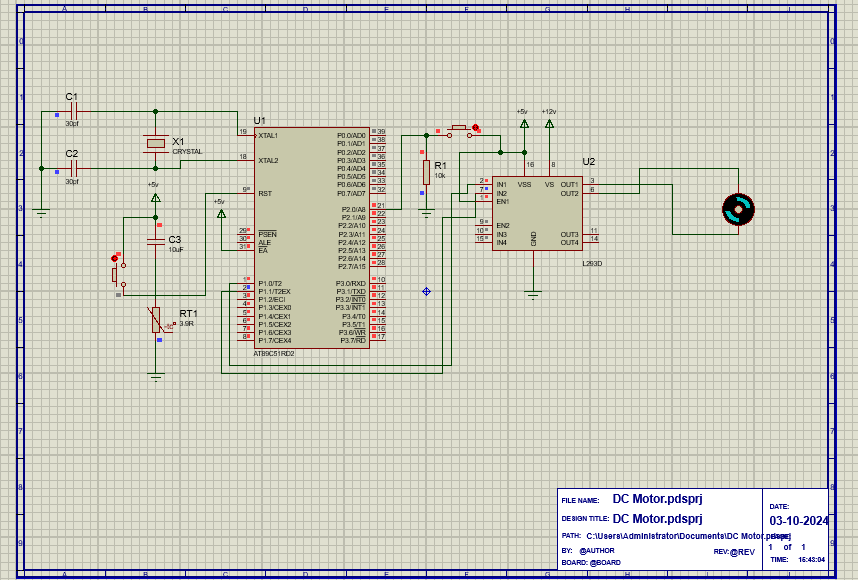 A B C D E F G H I J
0 0
1 1
2 2
3 3
4 4
5 5
6 6
7 7
8 8
9 9
C1
30pf
X1
CRYSTAL
C2
30pf
+5v
C3
10uF
RT1
3.9R
+5v
U1
19 XTAL1
18 XTAL2
9 RST
29 PSEN
30 ALE
31 EA
1 P1.0/T2
2 P1.1/T2EX
3 P1.2/ECI
4 P1.3/CEX0
5 P1.4/CEX1
6 P1.5/CEX2
7 P1.6/CEX3
8 P1.7/CEX4
P0.0/AD0 39
P0.1/AD1 38
P0.2/AD2 37
P0.3/AD3 36
P0.4/AD4 35
P0.5/AD5 34
P0.6/AD6 33
P0.7/AD7 32
P2.0/A8 21
P2.1/A9 22
P2.2/A10 23
P2.3/A11 24
P2.4/A12 25
P2.5/A13 26
P2.6/A14 27
P2.7/A15 28
P3.0/RXD 10
P3.1/TXD 11
P3.2/INT0 12
P3.3/INT1 13
P3.4/T0 14
P3.5/T1 15
P3.6/WR 16
P3.7/RD 17
AT89C51RD2
R1
10k
+5v +12v
U2
16 8
VSS VS
2 IN1
7 IN2
1 EN1
9 EN2
10 IN3
15 IN4
OUT1 3
OUT2 6
OUT3 11
OUT4 14
GND
L293D
FILE NAME: DC Motor.pdsprj
DESIGN TITLE: DC Motor.pdsprj
PATH: C:\Users\Administrator\Documents\DC Motor.pdsprj
BY: @AUTHOR
REV:@REV
BOARD: @BOARD
DATE:
03-10-2024
1 of 1
TIME: 15:43:04